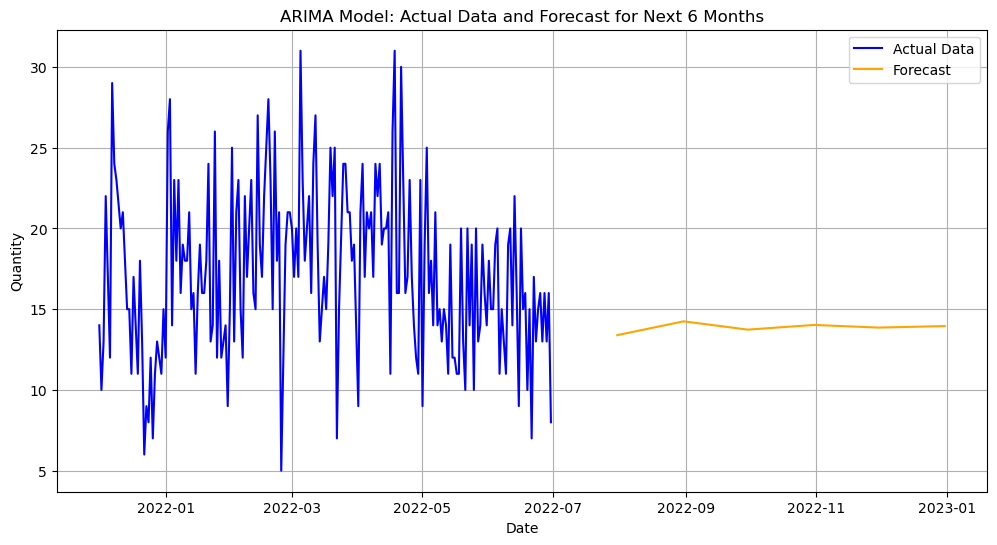 ARIMA Model: Actual Data and Forecast for Next 6 Months
Actual Data
Forecast
Quantity
30
25
20
15
10
5
2022-01
2022-03
2022-05
2022-07
2022-09
2022-11
2023-01
Date